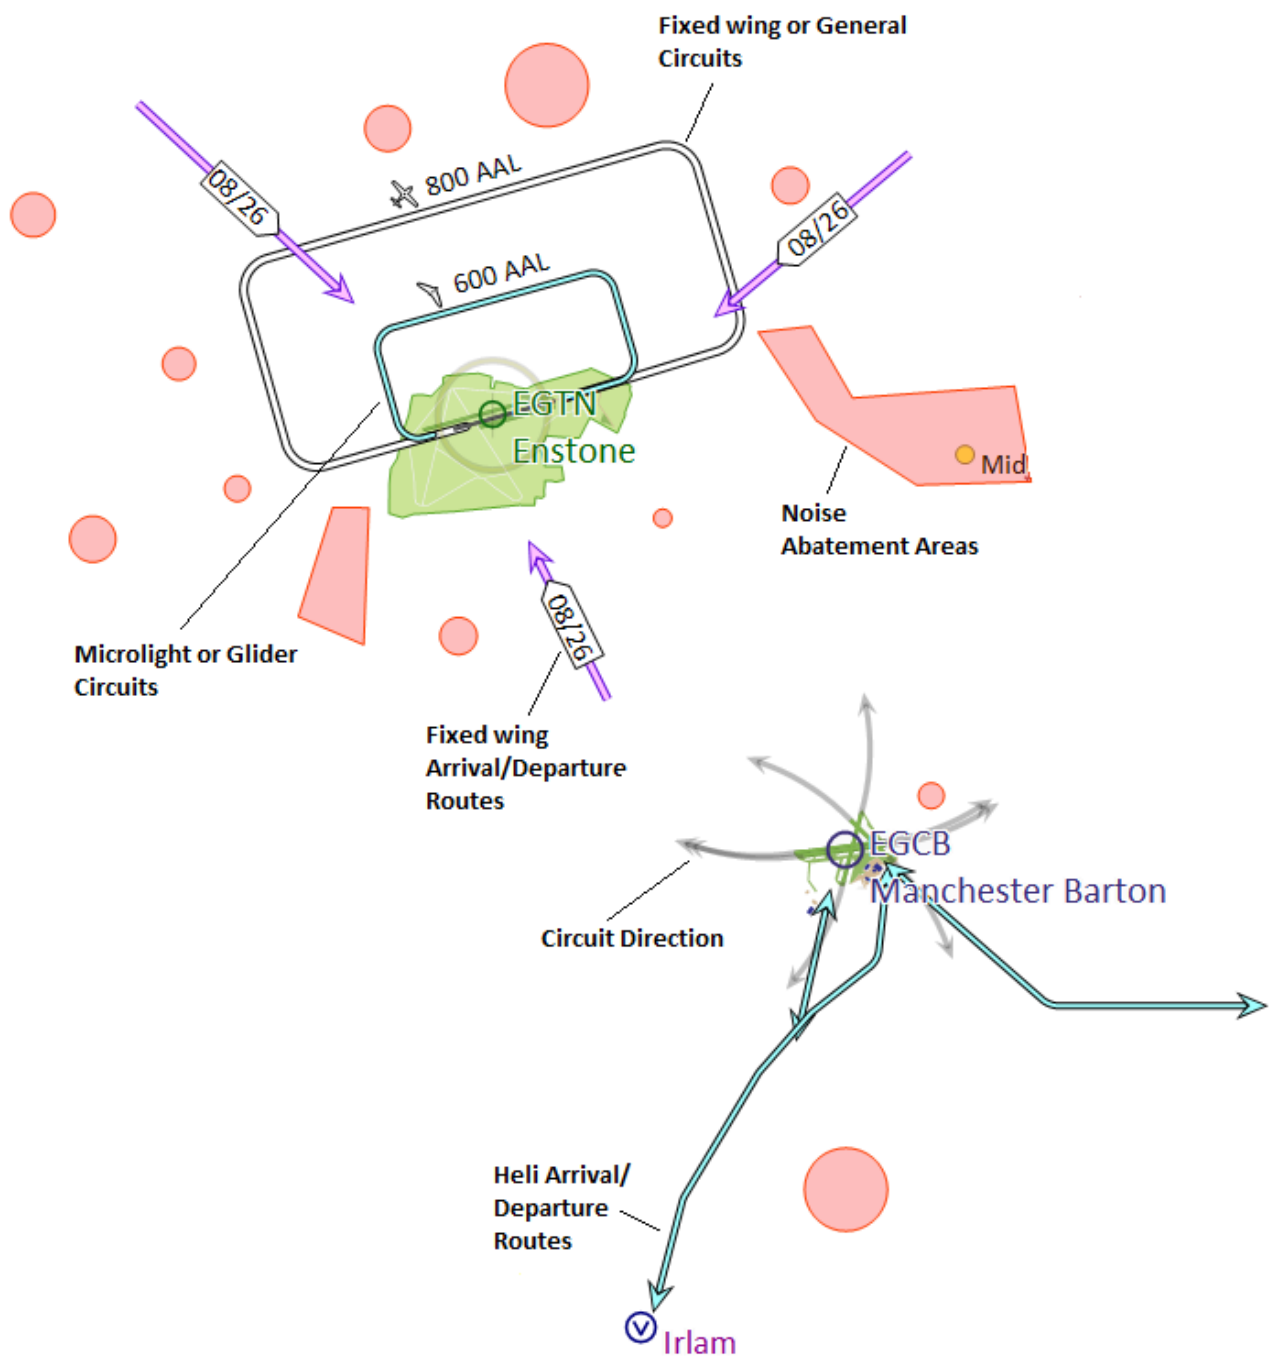 Fixed wing or General
Circuits
800 AAL
08/26
08/26
600 AAL
EGTN
Enstone
Mid
Noise
Abatement Areas
08/26
Microlight or Glider
Circuits
Fixed wing
Arrival/Departure
Routes
EGCB
Manchester Barton
Circuit Direction
Heli Arrival/
Departure
Routes
V
Irlam